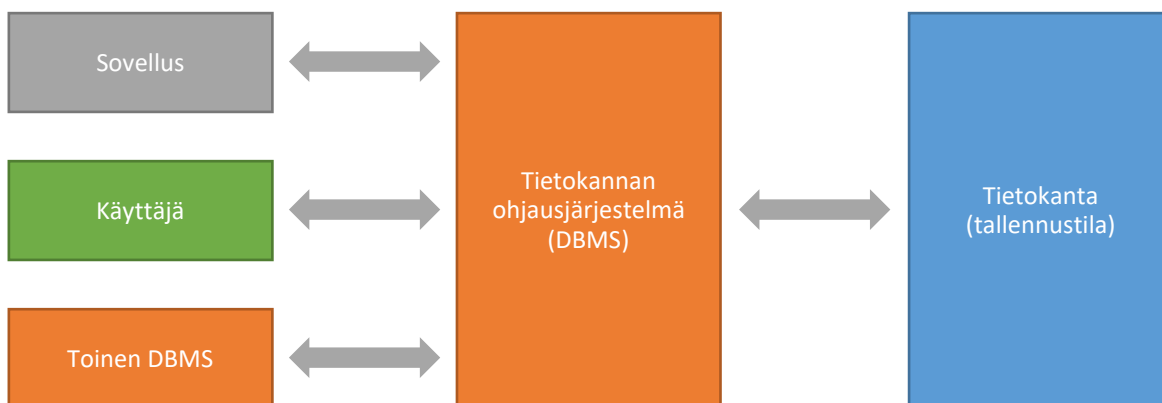 Sovellus
Käyttäjä
Toinen DBMS
Tietokannan
ohjausjärjestelmä
(DBMS)
Tietokanta
(tallennustila)